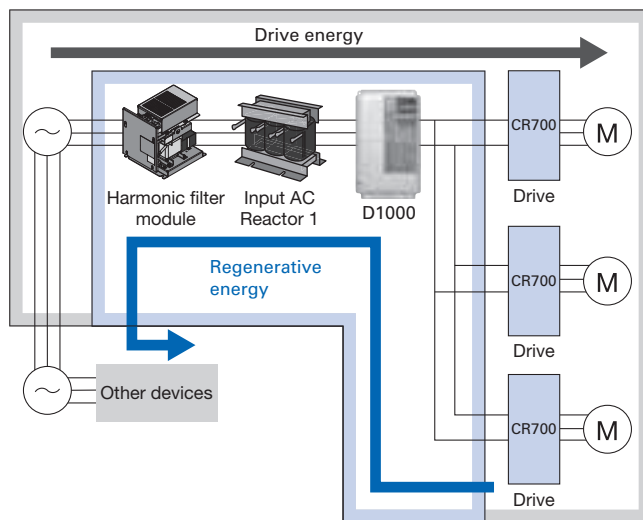 Drive energy
CR700
M
Drive
Harmonic filter
module
Input AC
Reactor 1
D1000
Regenerative
energy
CR700
M
Drive
Other devices
CR700
M
Drive